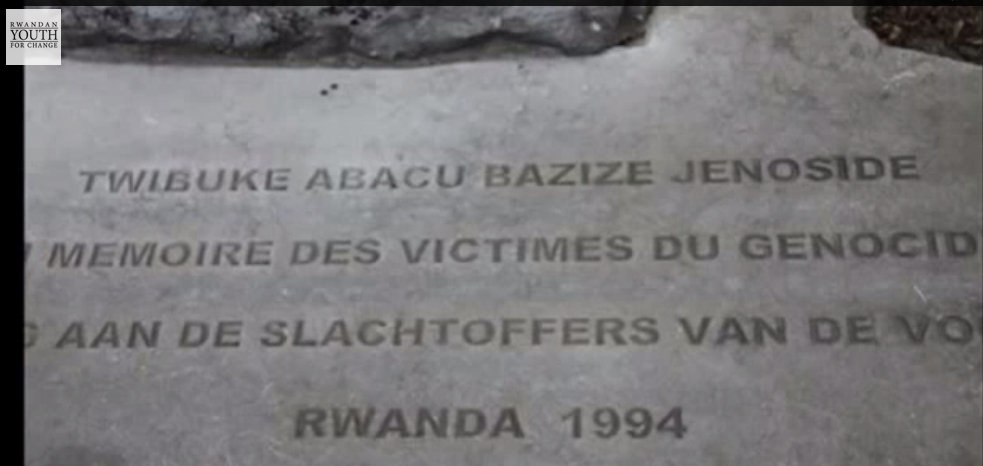 RWANDAN
YOUTH
FOR CHANGE
TWIBUKE ABACU BAZIZE JENOSIDE
MEMOIRE DES VICTIMES DU GENOCID
AAN DE SLACHTOFFERS VAN DE VO
RWANDA 1994